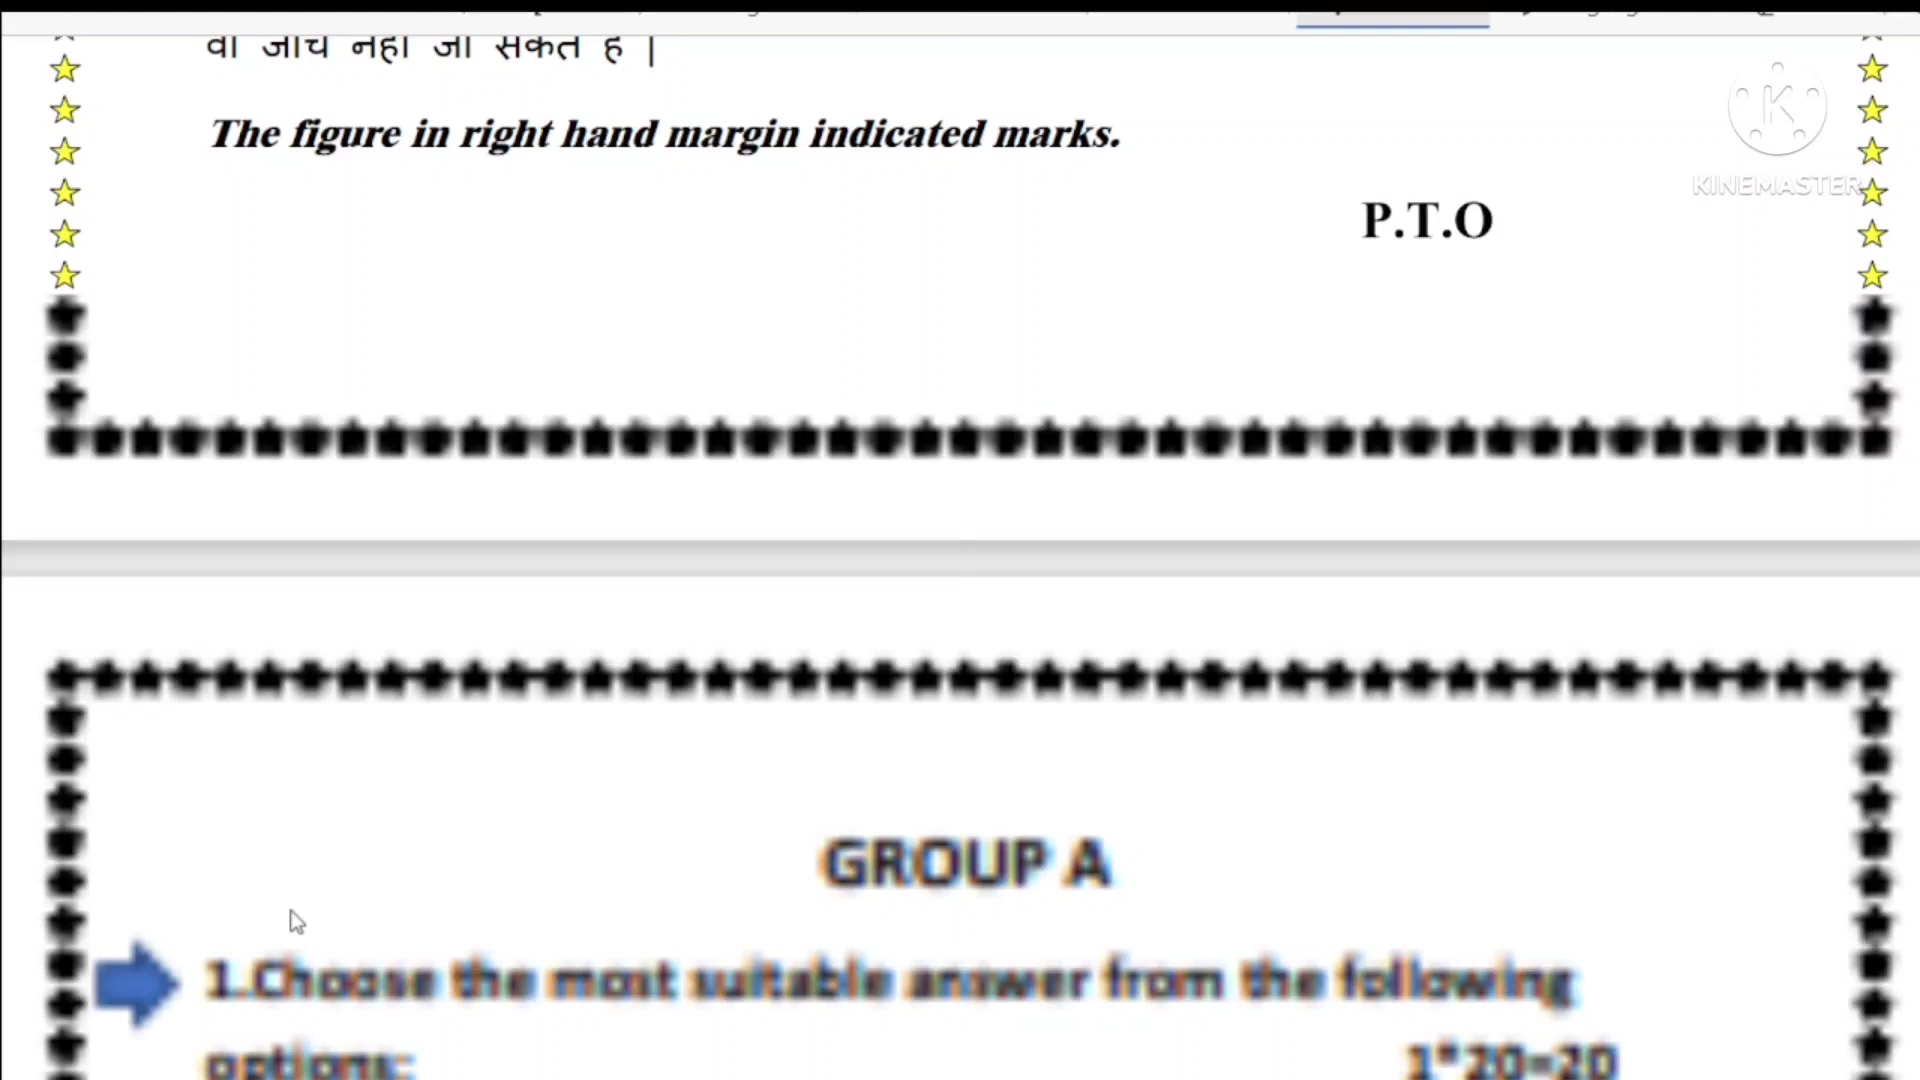 वा जाँच नहीं जा सकते है |
The figure in right hand margin indicated marks.
KINEMASTER
P.T.O
GROUP A
1.Choose the most suitable answer from the following
options: 1*20=20